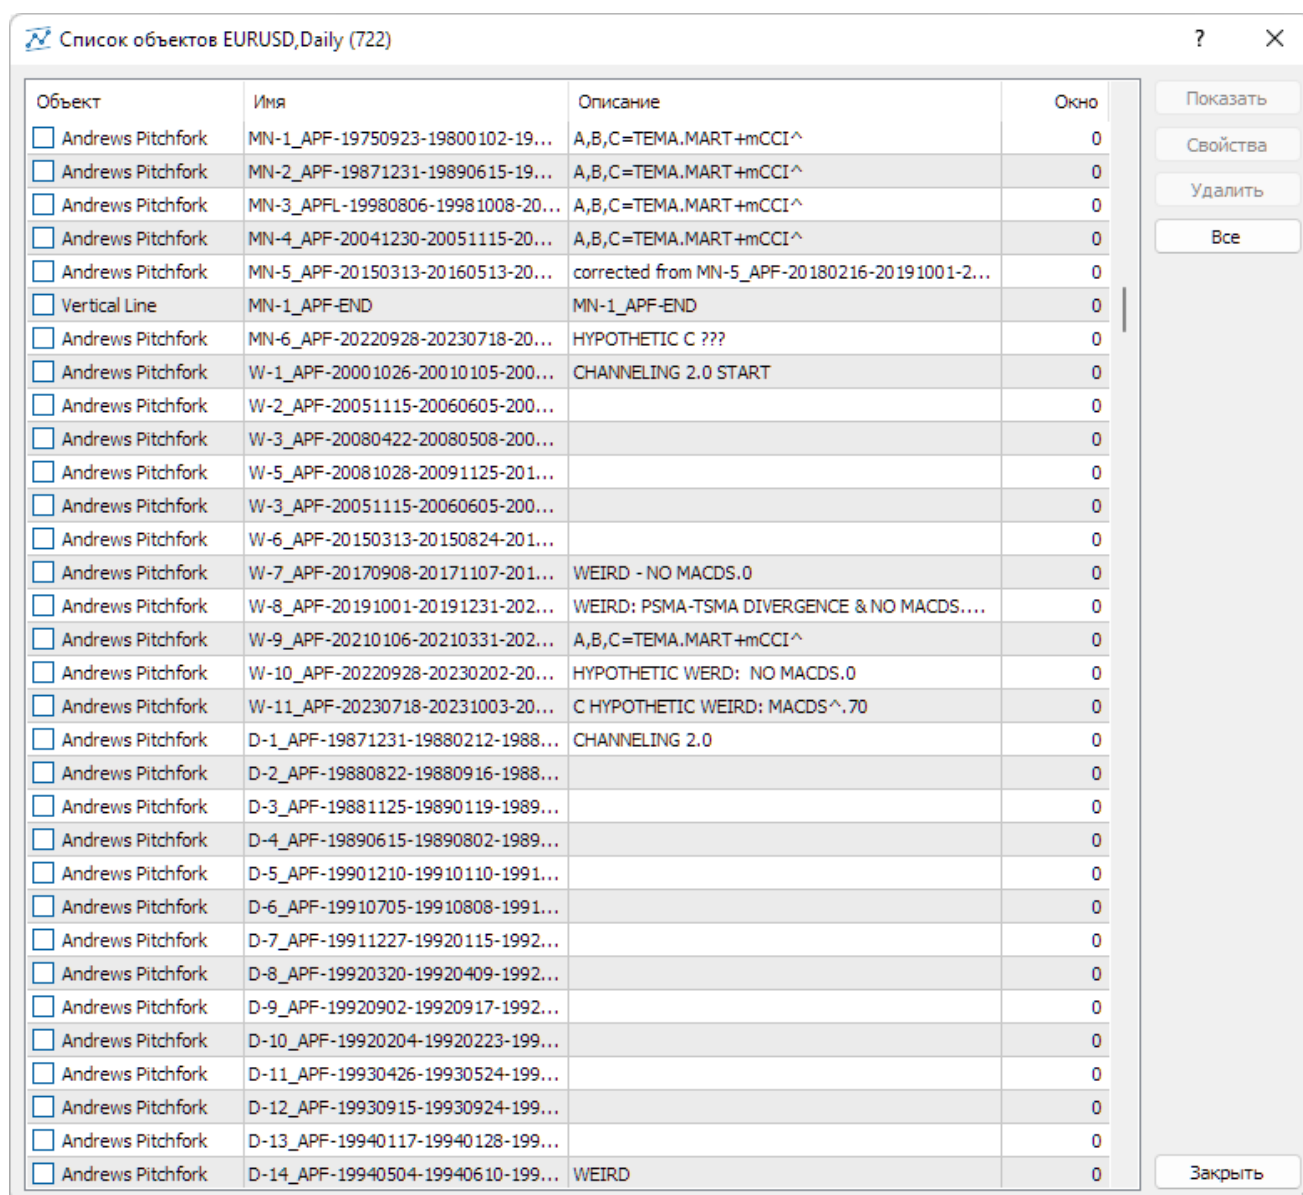 Список объектов EURUSD,Daily (722) ?
Объект Имя Описание Окно Показать
Andrews Pitchfork MN-1_APF-19750923-19800102-19... A,B,C=TEMA.MART+mCCI^ 0
Свойства
Andrews Pitchfork MN-2_APF-19871231-19890615-19... A,B,C=TEMA.MART+mCCI^ 0
Удалить
Andrews Pitchfork MN-3_APFL-19980806-19981008-20... A,B,C=TEMA.MART+mCCI^ 0
Andrews Pitchfork MN-4_APF-20041230-20051115-20... A,B,C=TEMA.MART+mCCI^ 0 Все
Andrews Pitchfork MN-5_APF-20150313-20160513-20... corrected from MN-5_APF-20180216-20191001-2... 0
Vertical Line MN-1_APF-END MN-1_APF-END 0
Andrews Pitchfork MN-6_APF-20220928-20230718-20... HYPOTHETIC C ??? 0
Andrews Pitchfork W-1_APF-20001026-20010105-200... CHANNELING 2.0 START 0
Andrews Pitchfork W-2_APF-20051115-20060605-200... 0
Andrews Pitchfork W-3_APF-20080422-20080508-200... 0
Andrews Pitchfork W-5_APF-20081028-20091125-201... 0
Andrews Pitchfork W-3_APF-20051115-20060605-200... 0
Andrews Pitchfork W-6_APF-20150313-20150824-201... 0
Andrews Pitchfork W-7_APF-20170908-20171107-201... WEIRD - NO MACDS.0 0
Andrews Pitchfork W-8_APF-20191001-20191231-202... WEIRD: PSMA-TSMA DIVERGENCE & NO MACDS.... 0
Andrews Pitchfork W-9_APF-20210106-20210331-202... A,B,C=TEMA.MART+mCCI^ 0
Andrews Pitchfork W-10_APF-20220928-20230202-20... HYPOTHETIC WERD:  NO MACDS.0 0
Andrews Pitchfork W-11_APF-20230718-20231003-20... C HYPOTHETIC WEIRD: MACDS^.70 0
Andrews Pitchfork D-1_APF-19871231-19880212-1988... CHANNELING 2.0 0
Andrews Pitchfork D-2_APF-19880822-19880916-1988... 0
Andrews Pitchfork D-3_APF-19881125-19890119-1989... 0
Andrews Pitchfork D-4_APF-19890615-19890802-1989... 0
Andrews Pitchfork D-5_APF-19901210-19910110-1991... 0
Andrews Pitchfork D-6_APF-19910705-19910808-1991... 0
Andrews Pitchfork D-7_APF-19911227-19920115-1992... 0
Andrews Pitchfork D-8_APF-19920320-19920409-1992... 0
Andrews Pitchfork D-9_APF-19920902-19920917-1992... 0
Andrews Pitchfork D-10_APF-19920204-19920223-199... 0
Andrews Pitchfork D-11_APF-19930426-19930524-199... 0
Andrews Pitchfork D-12_APF-19930915-19930924-199... 0
Andrews Pitchfork D-13_APF-19940117-19940128-199... 0
Andrews Pitchfork D-14_APF-19940504-19940610-199... WEIRD 0 Закрыть